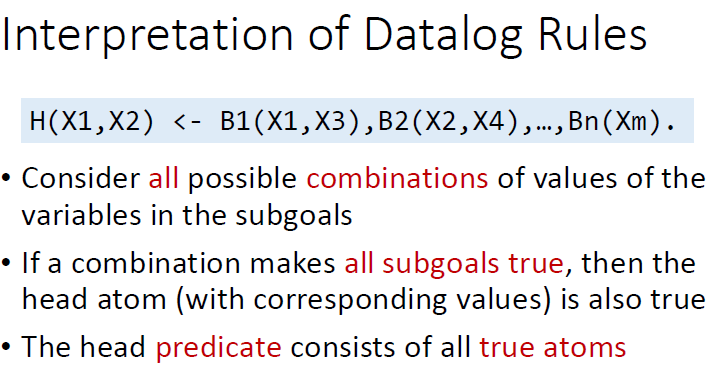 Interpretation of Datalog Rules
H(X1,X2) <- B1(X1,X3),B2(X2,X4),…,Bn(Xm).
• Consider all possible combinations of values of the
variables in the subgoals
• If a combination makes all subgoals true, then the
head atom (with corresponding values) is also true
• The head predicate consists of all true atoms